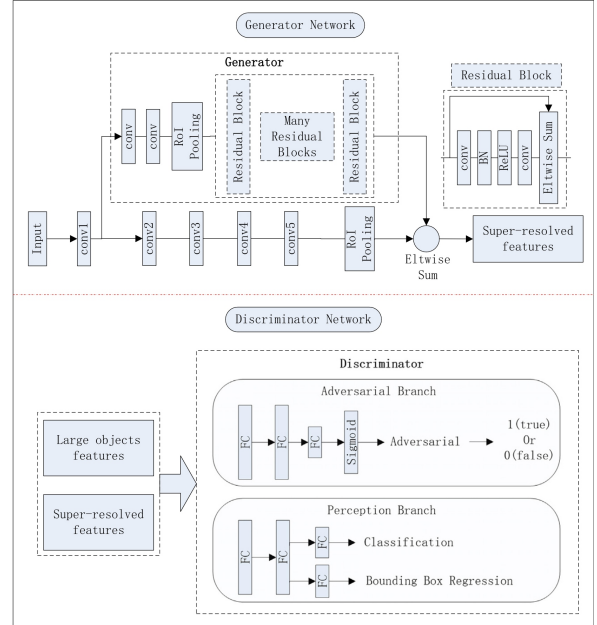 Generator Network
Generator
Residual Block
conv
conv
RoI
Pooling
Residual Block
Many
Residual
Blocks
Residual Block
conv
BN
ReLU
conv
Eltwise Sum
Input
conv1
conv2
conv3
conv4
conv5
RoI
Pooling
Eltwise
Sum
Super-resolved
features
Discriminator Network
Discriminator
Adversarial Branch
Large objects
features
Super-resolved
features
FC
FC
FC
Sigmoid
Adversarial
1(true)
Or
0(false)
Perception Branch
FC
FC
FC
Classification
FC
Bounding Box Regression